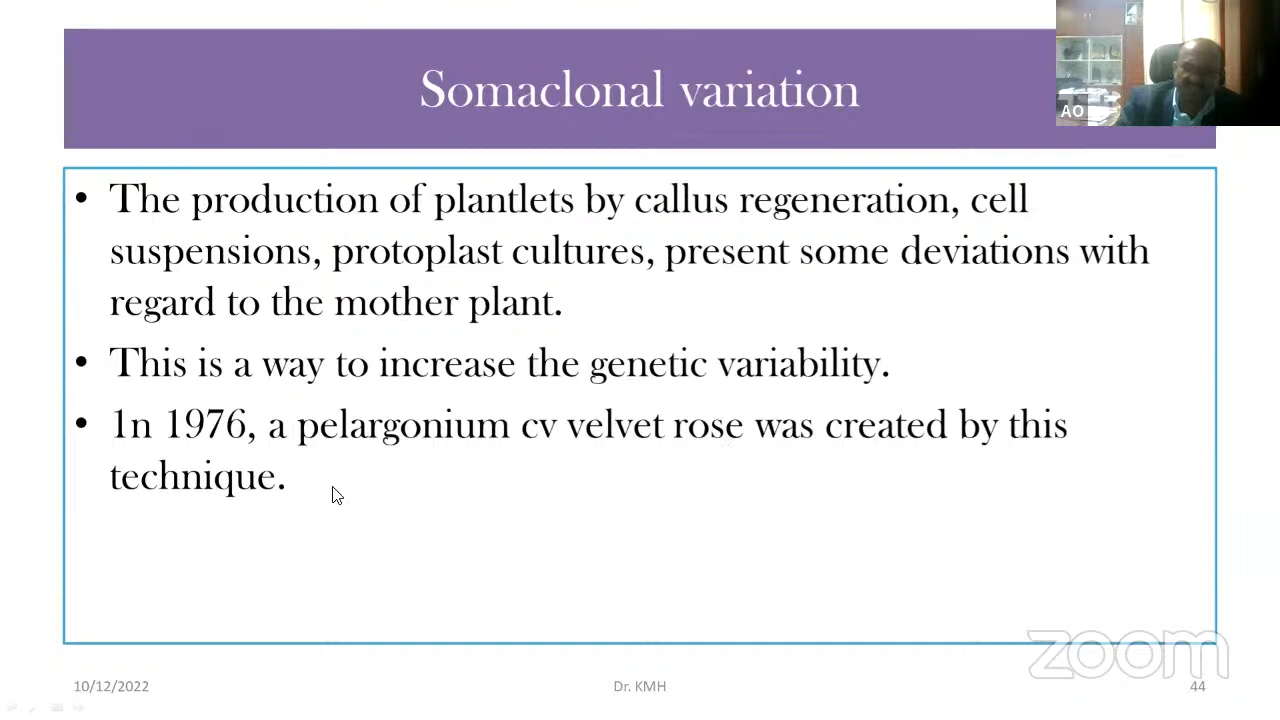 Somaclonal variation
AO
• The production of plantlets by callus regeneration, cell
suspensions, protoplast cultures, present some deviations with
regard to the mother plant.
• This is a way to increase the genetic variability.
• 1n 1976, a pelargonium cv velvet rose was created by this
technique.
zoom
10/12/2022
Dr. KMH
44